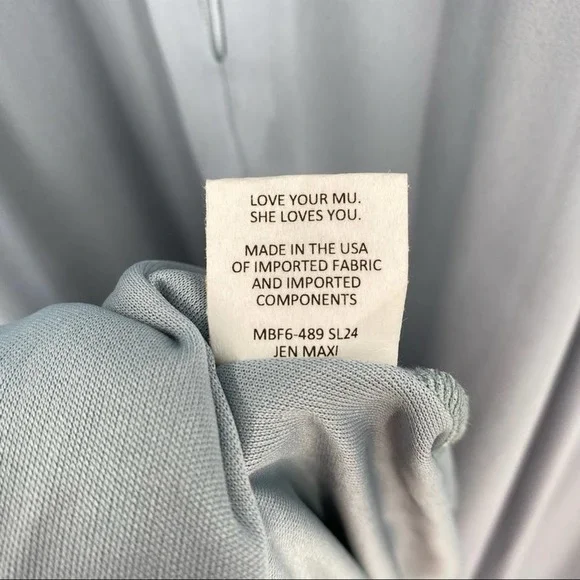 LOVE YOUR MU.
SHE LOVES YOU.
MADE IN THE USA
OF IMPORTED FABRIC
AND IMPORTED
COMPONENTS
MBF6-489 SL24
JEN MAXI